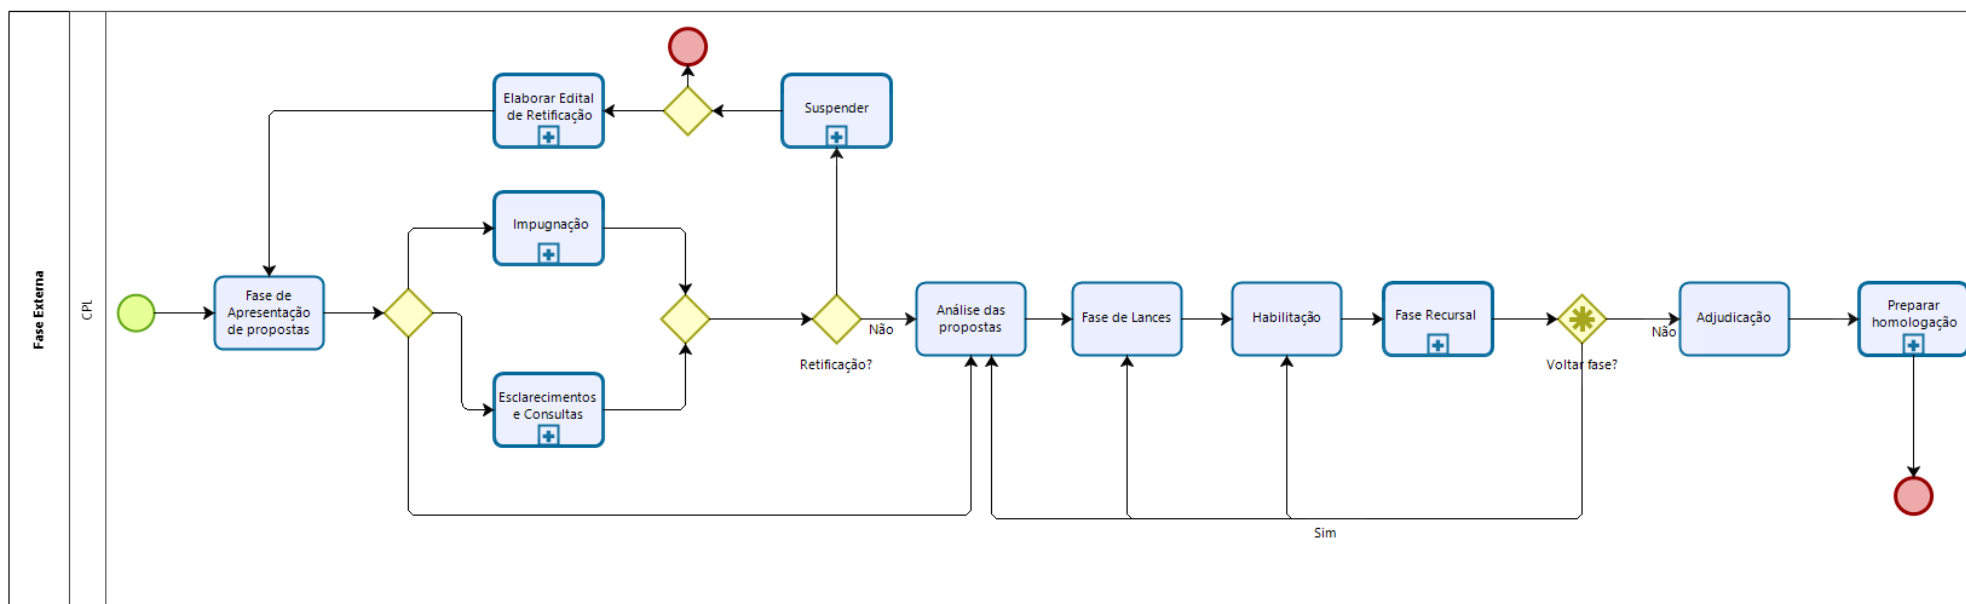 Fase Externa
CPL
Elaborar Edital
de Retificação
Suspender
Impugnação
Fase de
Apresentação
de propostas
Esclarecimentos
e Consultas
Retificação?
Não
Análise das
propostas
Fase de Lances
Habilitação
Fase Recursal
Voltar fase?
Não
Adjudicação
Preparar
homologação
Sim